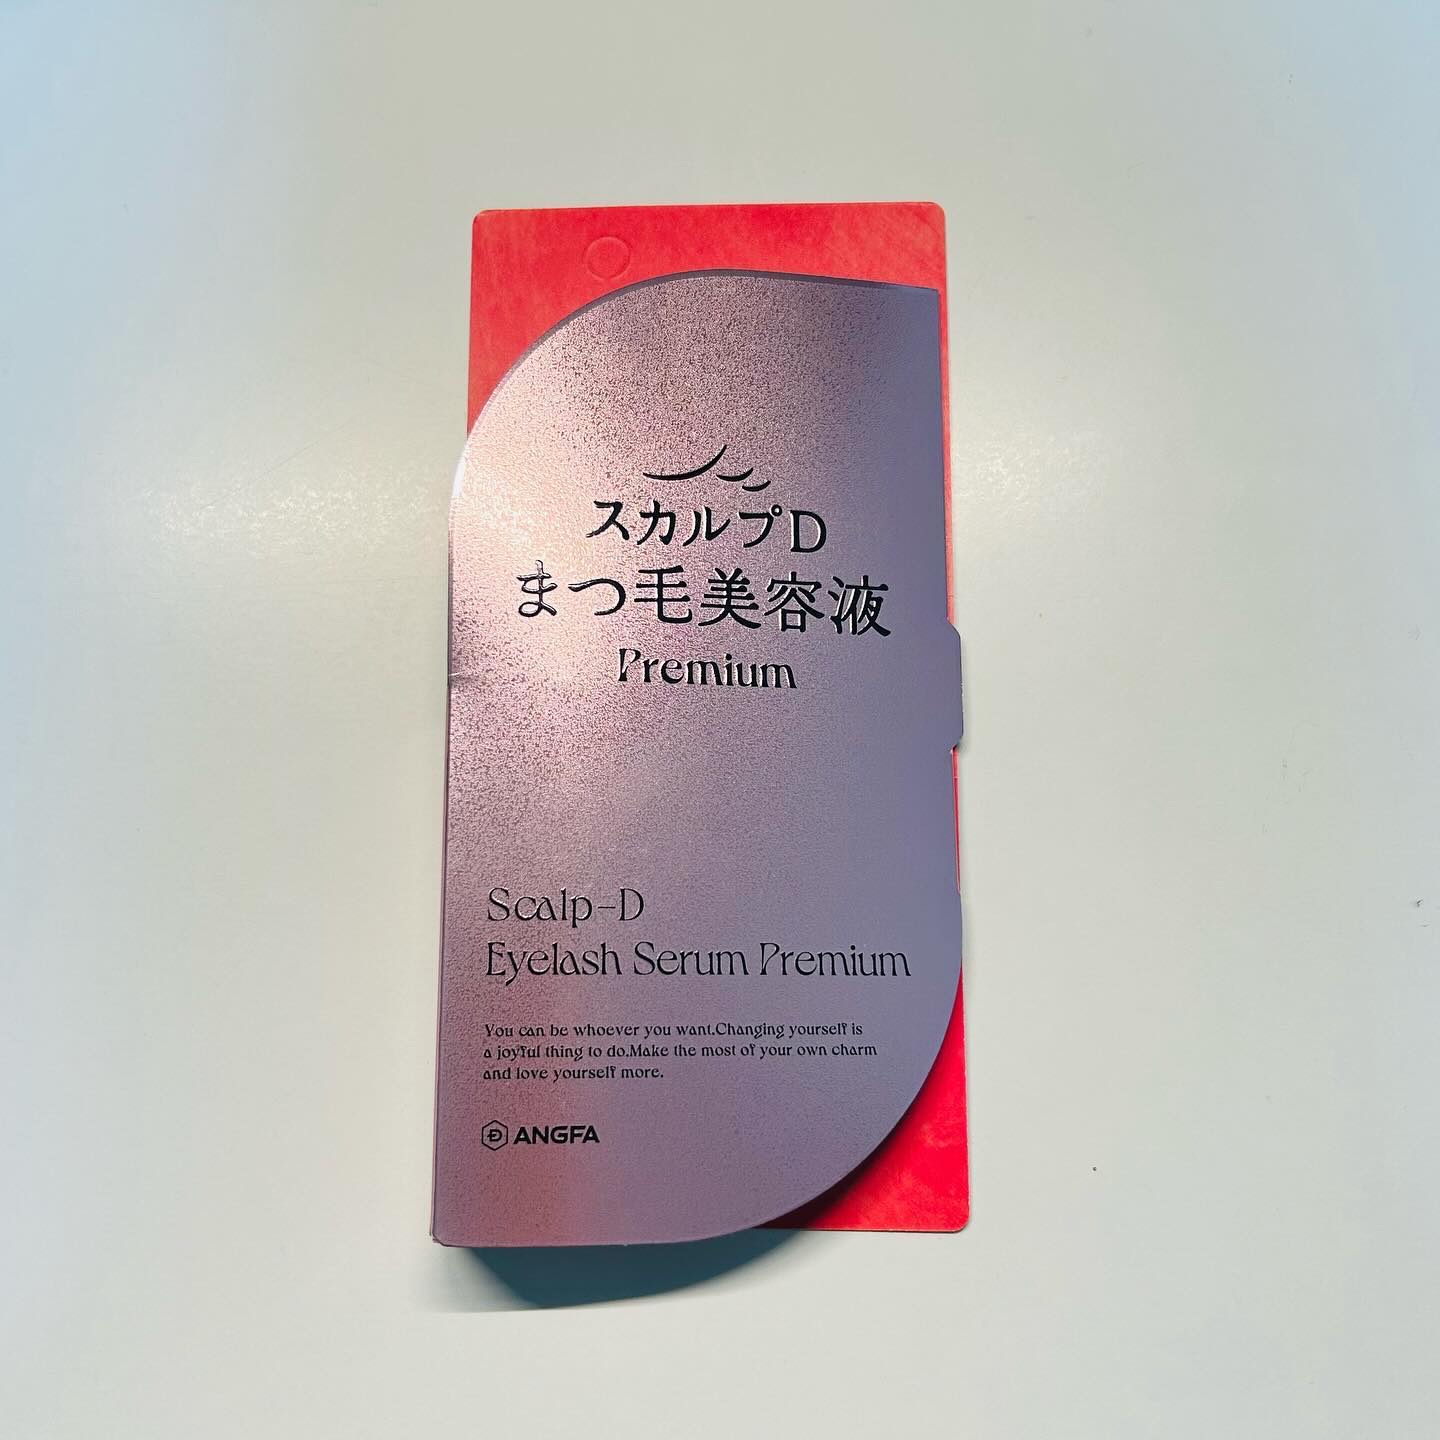 スカルプD
まつ毛美容液
Premium
Scalp-D
Eyelash Serum Premium
You can be whoever you want.Changing yourself is
a joyful thing to do.Make the most of your own charm
and love yourself more.
ANGFA